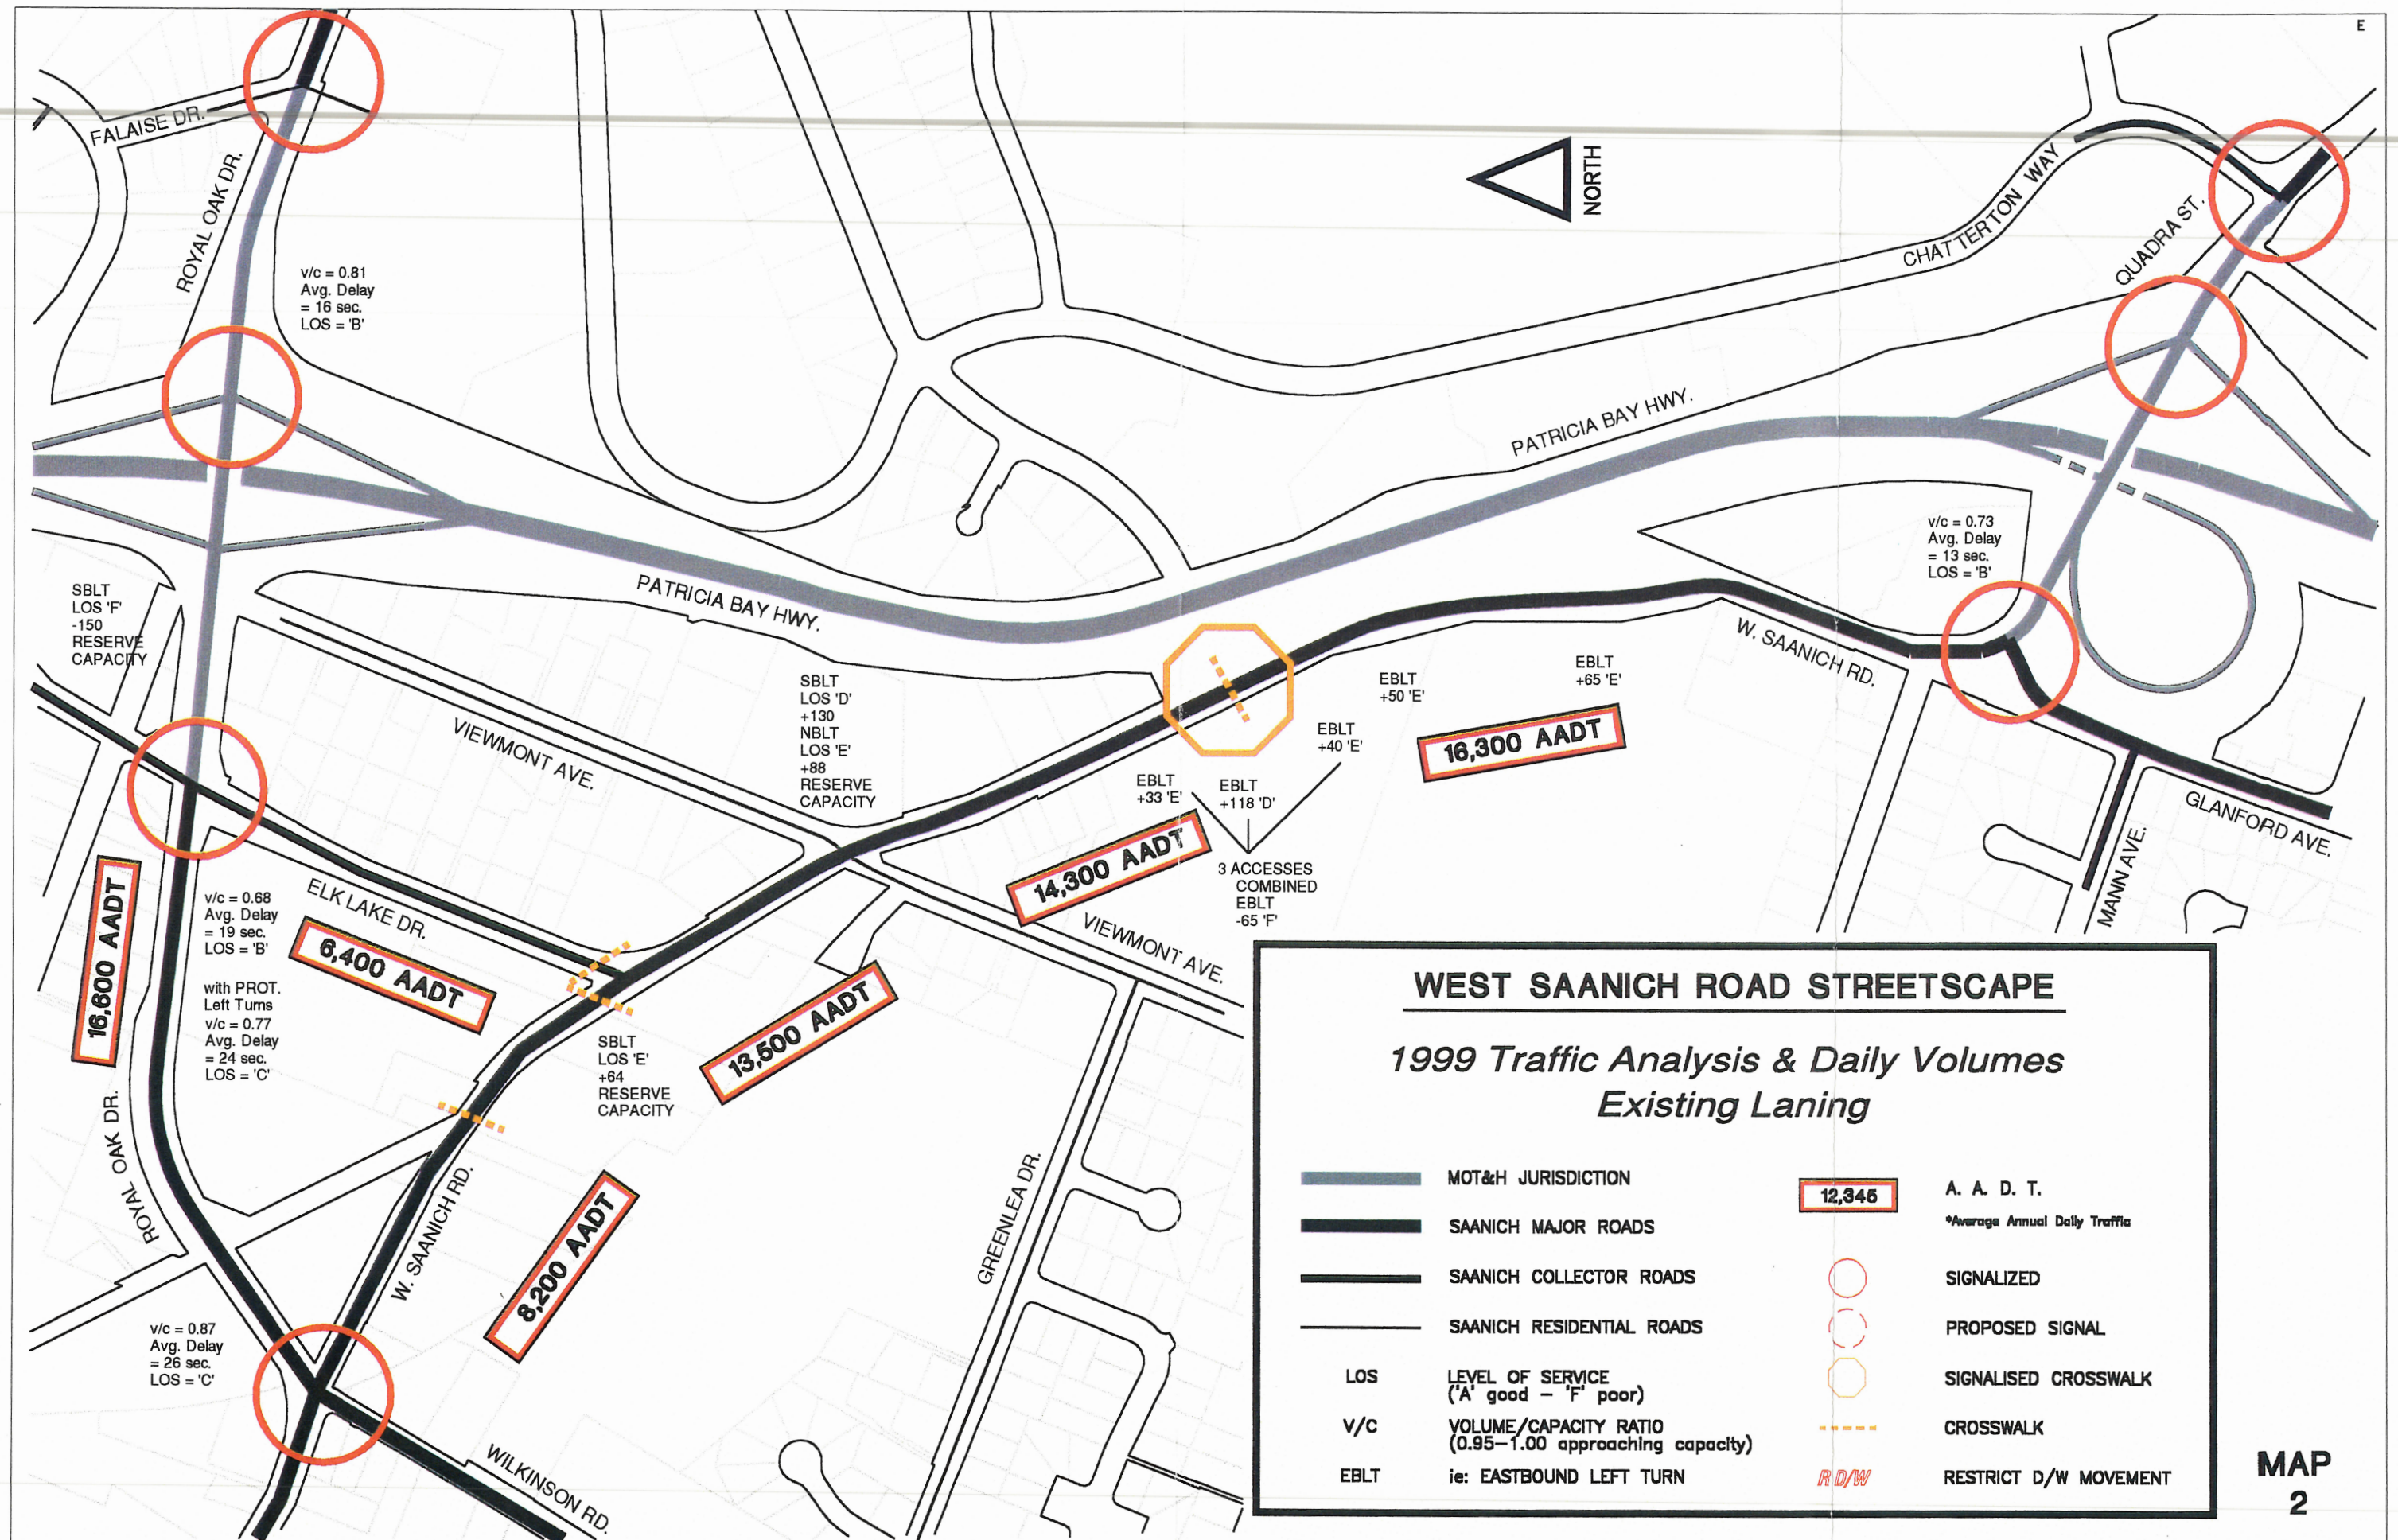 E
FALAISE DR.
ROYAL OAK DR.
v/c = 0.81
Avg. Delay
= 16 sec.
LOS = 'B'
NORTH
CHATTERTON WAY
QUADRA ST.
PATRICIA BAY HWY.
v/c = 0.73
Avg. Delay
= 13 sec.
LOS = 'B'
SBLT
LOS 'F'
-150
RESERVE
CAPACITY
PATRICIA BAY HWY.
VIEWMONT AVE.
SBLT
LOS 'D'
+130
NBLT
LOS 'E'
+88
RESERVE
CAPACITY
EBLT
+50 'E'
EBLT
+65 'E'
W. SAANICH RD.
EBLT
+40 'E'
16,300 AADT
EBLT
+33 'E'
EBLT
+118 'D'
14,300 AADT
3 ACCESSES
COMBINED
EBLT
-65 'F'
GLANFORD AVE.
MANN AVE.
16,600 AADT
v/c = 0.68
Avg. Delay
= 19 sec.
LOS = 'B'
with PROT.
Left Turns
v/c = 0.77
Avg. Delay
= 24 sec.
LOS = 'C'
ELK LAKE DR.
6,400 AADT
VIEWMONT AVE.
13,500 AADT
SBLT
LOS 'E'
+64
RESERVE
CAPACITY
ROYAL OAK DR.
W. SAANICH RD.
8,200 AADT
GREENLEA DR.
v/c = 0.87
Avg. Delay
= 26 sec.
LOS = 'C'
WILKINSON RD.
WEST SAANICH ROAD STREETSCAPE
1999 Traffic Analysis & Daily Volumes
Existing Laning
MOT&H JURISDICTION
SAANICH MAJOR ROADS
SAANICH COLLECTOR ROADS
SAANICH RESIDENTIAL ROADS
LOS LEVEL OF SERVICE
('A' good – 'F' poor)
V/C VOLUME/CAPACITY RATIO
(0.95–1.00 approaching capacity)
EBLT ie: EASTBOUND LEFT TURN
12,345 A. A. D. T.
*Average Annual Daily Traffic
SIGNALIZED
PROPOSED SIGNAL
SIGNALISED CROSSWALK
CROSSWALK
R D/W RESTRICT D/W MOVEMENT
MAP
2